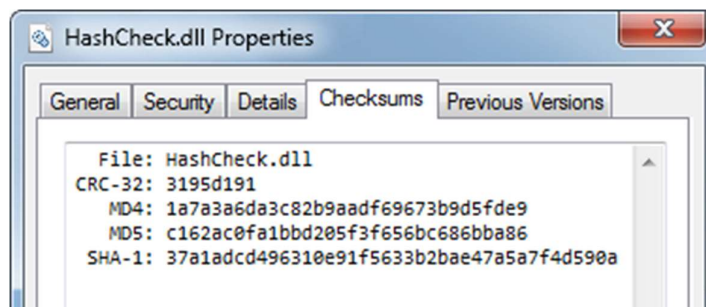 HashCheck.dll Properties
General Security Details Checksums Previous Versions
File: HashCheck.dll
CRC-32: 3195d191
MD4: 1a7a3a6da3c82b9aadf69673b9d5fde9
MD5: c162ac0fa1bbd205f3f656bc686bba86
SHA-1: 37a1adcd496310e91f5633b2bae47a5a7f4d590a